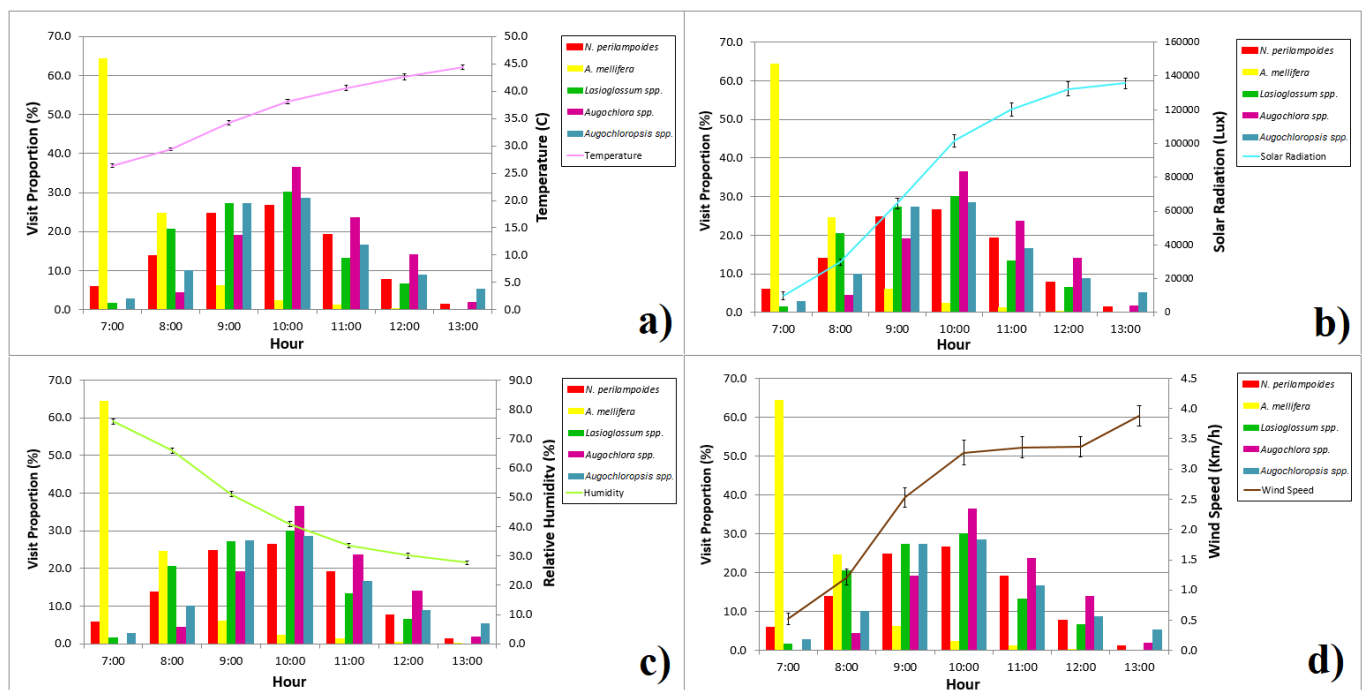 70.0
60.0
50.0
40.0
30.0
20.0
10.0
0.0
Visit Proportion (%)
7:00 8:00 9:00 10:00 11:00 12:00 13:00
Hour
50.0
45.0
40.0
35.0
30.0
25.0
20.0
15.0
10.0
5.0
0.0
Temperature (C)
N. perilampoides
A. mellifera
Lasioglossum spp.
Augochlora spp.
Augochloropsis spp.
Temperature
a)
70.0
60.0
50.0
40.0
30.0
20.0
10.0
0.0
Visit Proportion (%)
7:00 8:00 9:00 10:00 11:00 12:00 13:00
Hour
160000
140000
120000
100000
80000
60000
40000
20000
0
Solar Radiation (Lux)
N. perilampoides
A. mellifera
Lasioglossum spp.
Augochlora spp.
Augochloropsis spp.
Solar Radiation
b)
70.0
60.0
50.0
40.0
30.0
20.0
10.0
0.0
Visit Proportion (%)
7:00 8:00 9:00 10:00 11:00 12:00 13:00
Hour
90.0
80.0
70.0
60.0
50.0
40.0
30.0
20.0
10.0
0.0
Relative Humidity (%)
N. perilampoides
A. mellifera
Lasioglossum spp.
Augochlora spp.
Augochloropsis spp.
Humidity
c)
70.0
60.0
50.0
40.0
30.0
20.0
10.0
0.0
Visit Proportion (%)
7:00 8:00 9:00 10:00 11:00 12:00 13:00
Hour
4.5
4.0
3.5
3.0
2.5
2.0
1.5
1.0
0.5
0.0
Wind Speed (Km/h)
N. perilampoides
A. mellifera
Lasioglossum spp.
Augochlora spp.
Augochloropsis spp.
Wind Speed
d)